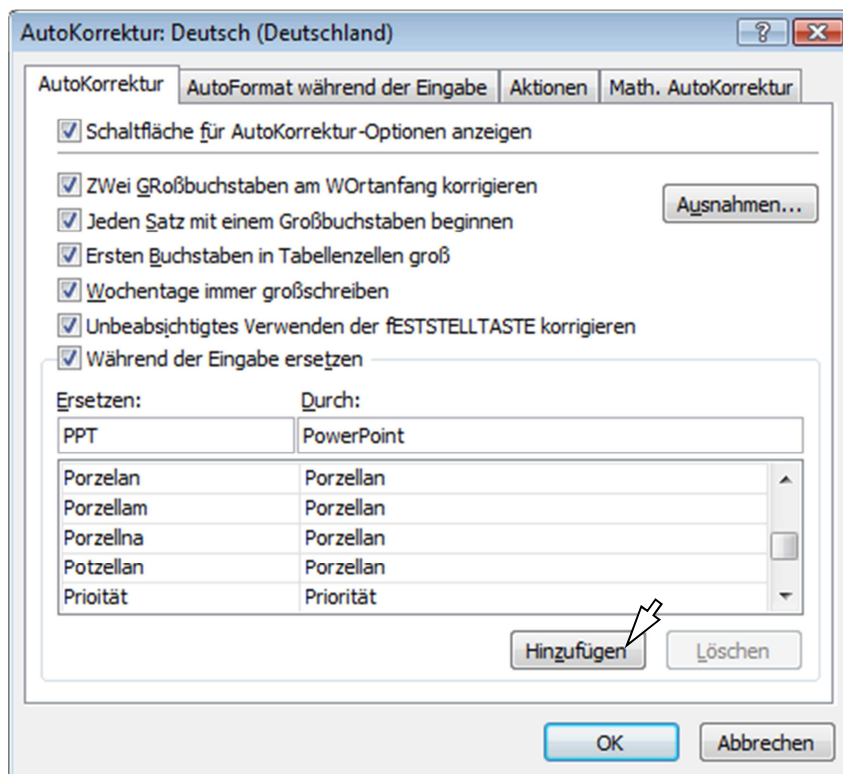 AutoKorrektur: Deutsch (Deutschland)
AutoKorrektur AutoFormat während der Eingabe Aktionen Math. AutoKorrektur
Schaltfläche für AutoKorrektur-Optionen anzeigen
ZWei GRoßbuchstaben am WOrtanfang korrigieren
Ausnahmen...
Jeden Satz mit einem Großbuchstaben beginnen
Ersten Buchstaben in Tabellenzellen groß
Wochentage immer großschreiben
Unbeabsichtigtes Verwenden der fESTSTELLTASTE korrigieren
Während der Eingabe ersetzen
Ersetzen: Durch:
PPT PowerPoint
Porzelan Porzellan
Porzellam Porzellan
Porzellna Porzellan
Potzellan Porzellan
Prioität Priorität
Hinzufügen Löschen
OK Abbrechen